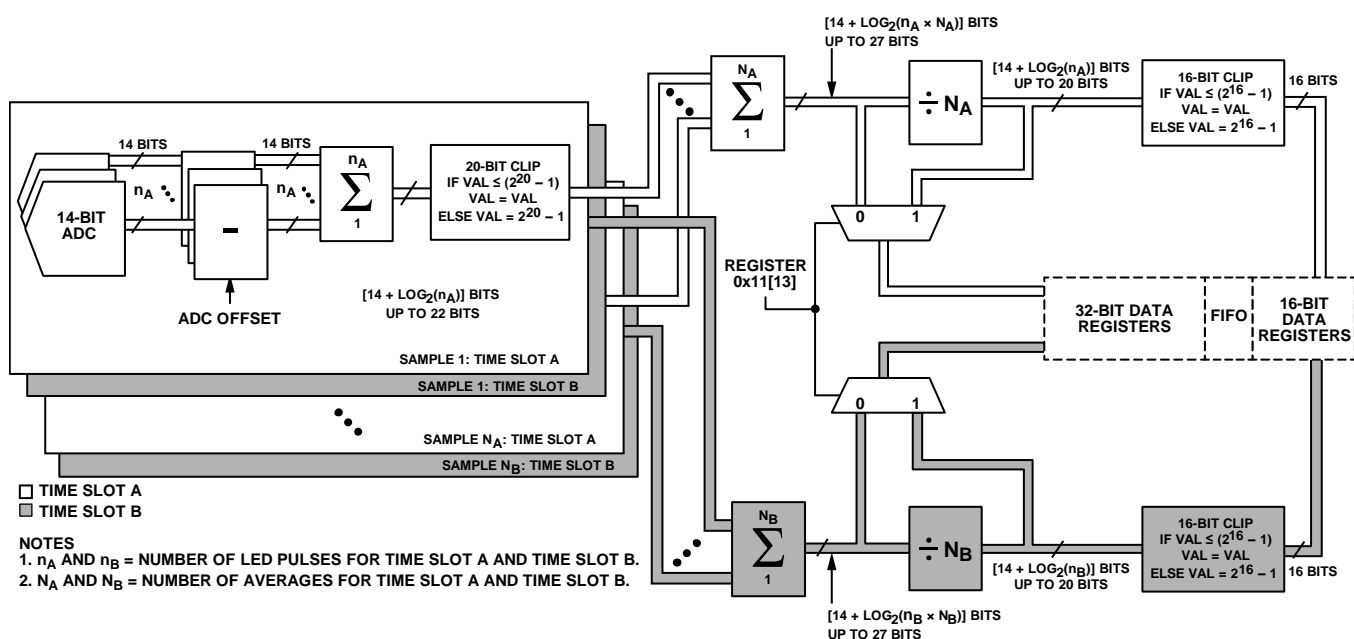 [14 + LOG2(nA × NA)] BITS
UP TO 27 BITS
[14 + LOG2(nA)] BITS
UP TO 20 BITS
16 BITS
NA
Σ
1
÷ NA
16-BIT CLIP
IF VAL ≤ (2^16 – 1)
VAL = VAL
ELSE VAL = 2^16 – 1
14 BITS
14 BITS
nA
nA
14-BIT
ADC
–
ADC OFFSET
nA
Σ
1
20-BIT CLIP
IF VAL ≤ (2^20 – 1)
VAL = VAL
ELSE VAL = 2^20 – 1
[14 + LOG2(nA)] BITS
UP TO 22 BITS
SAMPLE 1: TIME SLOT A
SAMPLE 1: TIME SLOT B
SAMPLE NA: TIME SLOT A
SAMPLE NB: TIME SLOT B
0 1
REGISTER
0x11[13]
32-BIT DATA
REGISTERS
FIFO
16-BIT
DATA
REGISTERS
0 1
TIME SLOT A
TIME SLOT B
NOTES
1. nA AND nB = NUMBER OF LED PULSES FOR TIME SLOT A AND TIME SLOT B.
2. NA AND NB = NUMBER OF AVERAGES FOR TIME SLOT A AND TIME SLOT B.
NB
Σ
1
÷ NB
16-BIT CLIP
IF VAL ≤ (2^16 – 1)
VAL = VAL
ELSE VAL = 2^16 – 1
[14 + LOG2(nB)] BITS
UP TO 20 BITS
16 BITS
[14 + LOG2(nB × NB)] BITS
UP TO 27 BITS